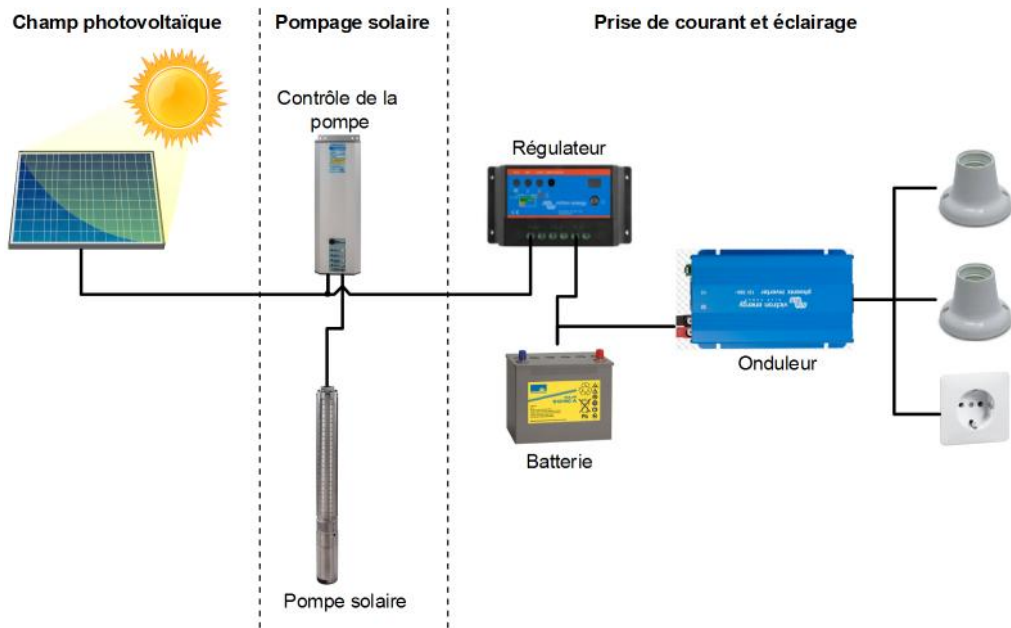 Champ photovoltaïque
Pompage solaire
Prise de courant et éclairage
Contrôle de la
pompe
Régulateur
Onduleur
Batterie
Pompe solaire